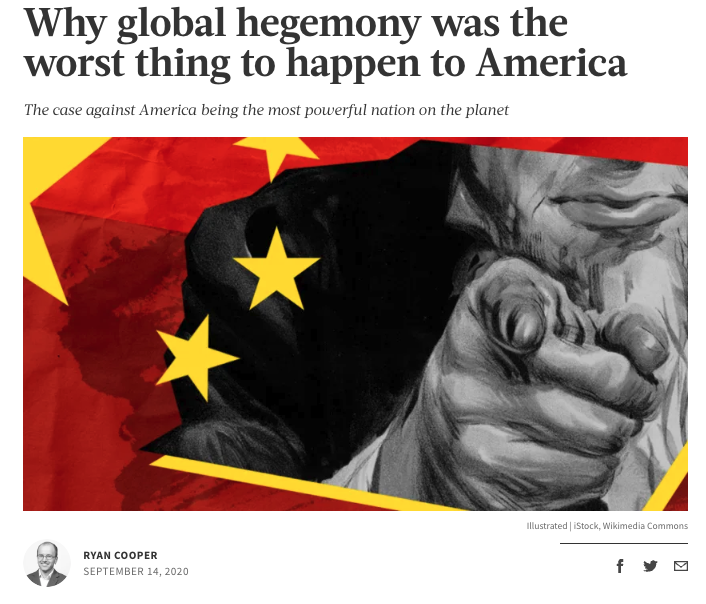 Why global hegemony was the
worst thing to happen to America
The case against America being the most powerful nation on the planet
Illustrated | iStock, Wikimedia Commons
RYAN COOPER
SEPTEMBER 14, 2020